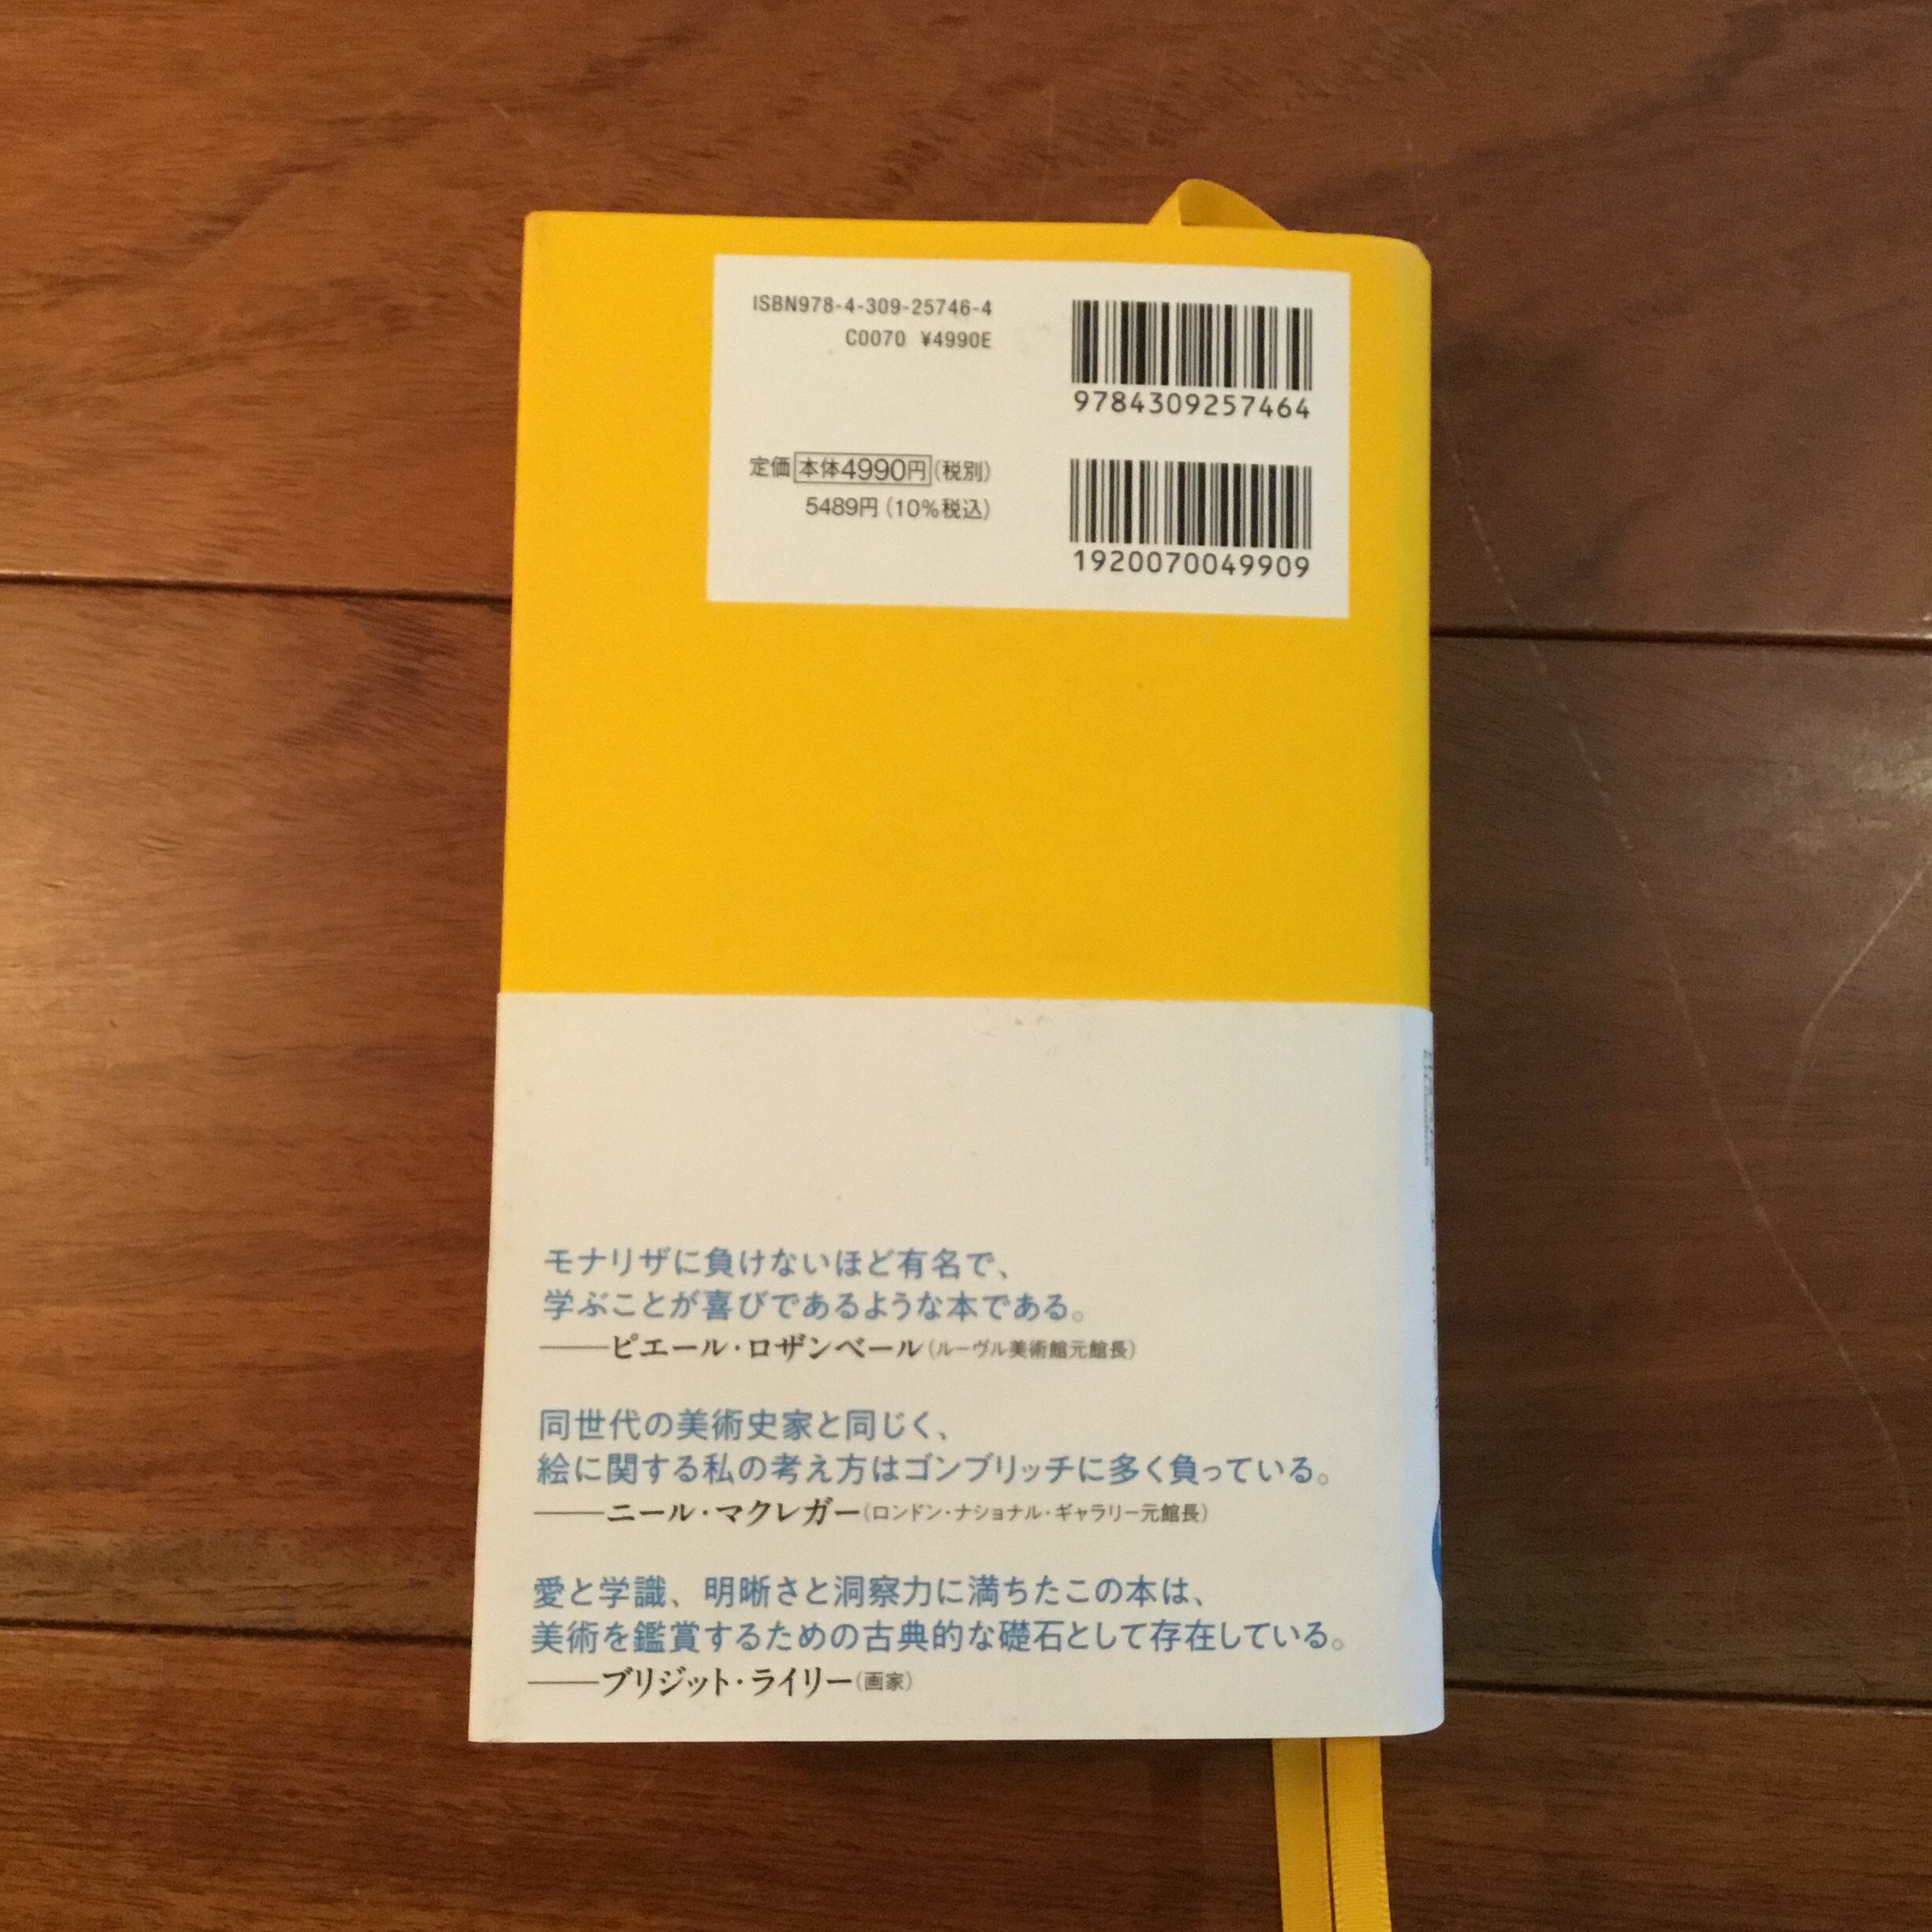 ISBN978-4-309-25746-4
C0070 ¥4990E
9784309257464
定価 本体4990円(税別)
5489円(10%税込)
1920070049909
モナリザに負けないほど有名で、
学ぶことが喜びであるような本である。
──ピエール・ロザンベール(ルーヴル美術館元館長)
同世代の美術史家と同じく、
絵に関する私の考え方はゴンブリッチに多く負っている。
──ニール・マクレガー(ロンドン・ナショナル・ギャラリー元館長)
愛と学識、明晰さと洞察力に満ちたこの本は、
美術を鑑賞するための古典的な礎石として存在している。
──ブリジット・ライリー(画家)